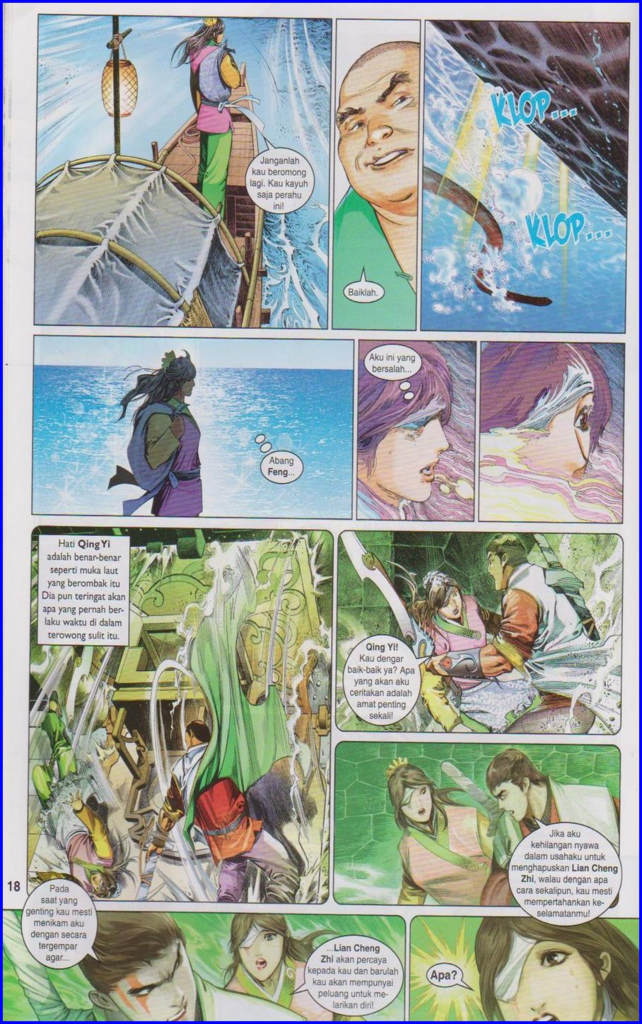 Janganlah
kau beromong
lagi. Kau kayuh
saja perahu
ini!
Baiklah.
KLOP...
KLOP...
Abang
Feng...
Aku ini yang
bersalah...
Hati Qing Yi
adalah benar-benar
seperti muka laut
yang berombak itu
Dia pun teringat akan
apa yang pernah ber-
laku waktu di dalam
terowong sulit itu.
Qing Yi!
Kau dengar
baik-baik ya? Apa
yang akan aku
ceritakan adalah
amat penting
sekali!
Jika aku
kehilangan nyawa
dalam usahaku untuk
menghapuskan Lian Cheng
Zhi, walau dengan apa
cara sekalipun, kau mesti
mempertahankan ke-
selamatanmu!
18
Pada
saat yang
genting kau mesti
menikam aku
dengan secara
tergempar
agar...
...Lian Cheng
Zhi akan percaya
kepada kau dan barulah
kau akan mempunyai
peluang untuk me-
larikan diri!
Apa?